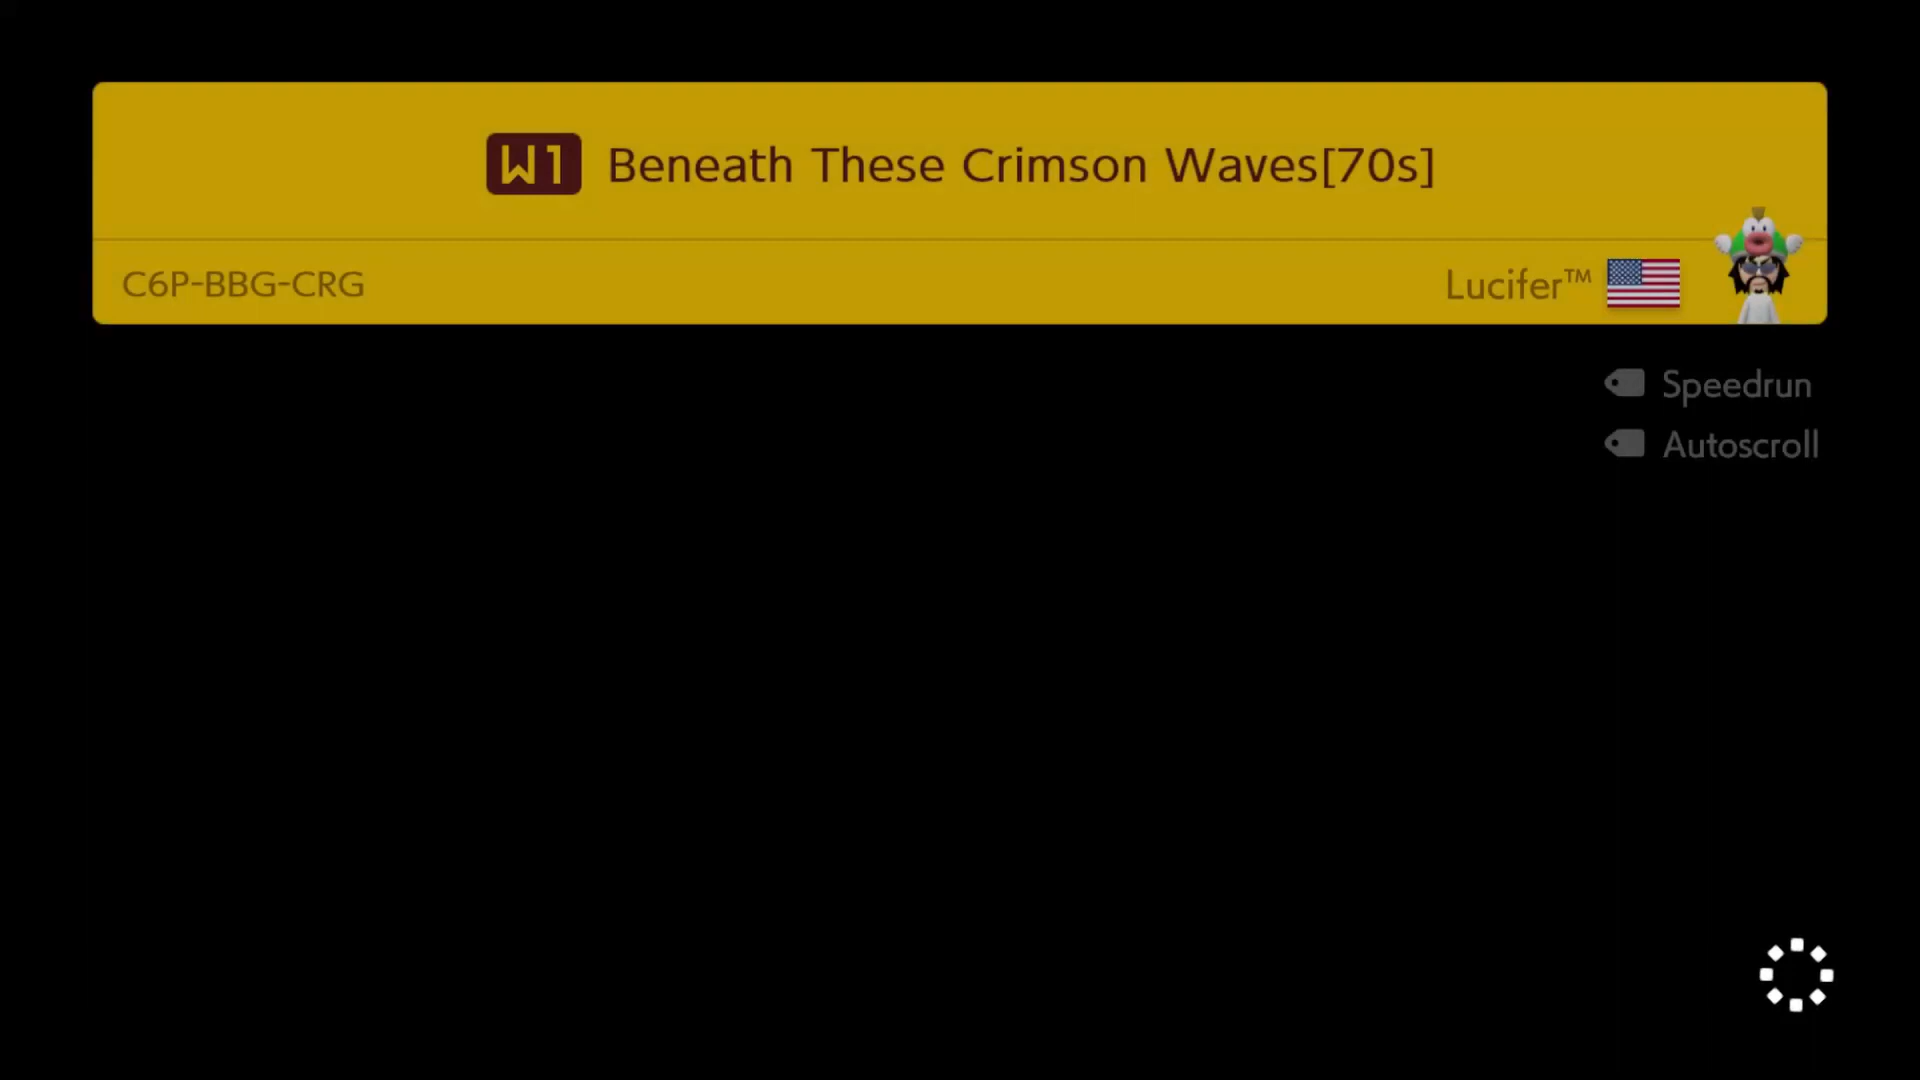 W1 Beneath These Crimson Waves[70s]
C6P-BBG-CRG
Lucifer™
Speedrun
Autoscroll